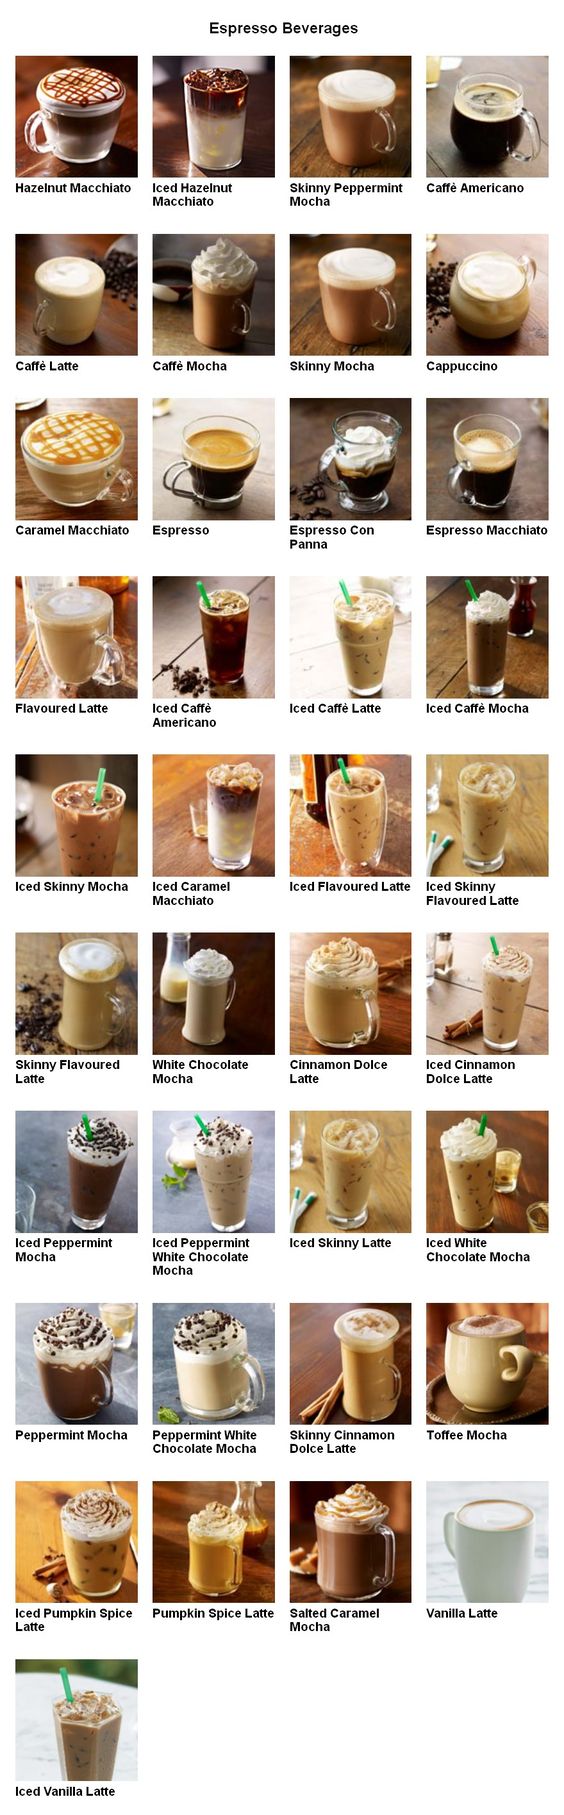 Espresso Beverages
Hazelnut Macchiato
Iced Hazelnut
Macchiato
Skinny Peppermint
Mocha
Caffè Americano
Caffè Latte
Caffè Mocha
Skinny Mocha
Cappuccino
Caramel Macchiato
Espresso
Espresso Con
Panna
Espresso Macchiato
Flavoured Latte
Iced Caffè
Americano
Iced Caffè Latte
Iced Caffè Mocha
Iced Skinny Mocha
Iced Caramel
Macchiato
Iced Flavoured Latte
Iced Skinny
Flavoured Latte
Skinny Flavoured
Latte
White Chocolate
Mocha
Cinnamon Dolce
Latte
Iced Cinnamon
Dolce Latte
Iced Peppermint
Mocha
Iced Peppermint
White Chocolate
Mocha
Iced Skinny Latte
Iced White
Chocolate Mocha
Peppermint Mocha
Peppermint White
Chocolate Mocha
Skinny Cinnamon
Dolce Latte
Toffee Mocha
Iced Pumpkin Spice
Latte
Pumpkin Spice Latte
Salted Caramel
Mocha
Vanilla Latte
Iced Vanilla Latte